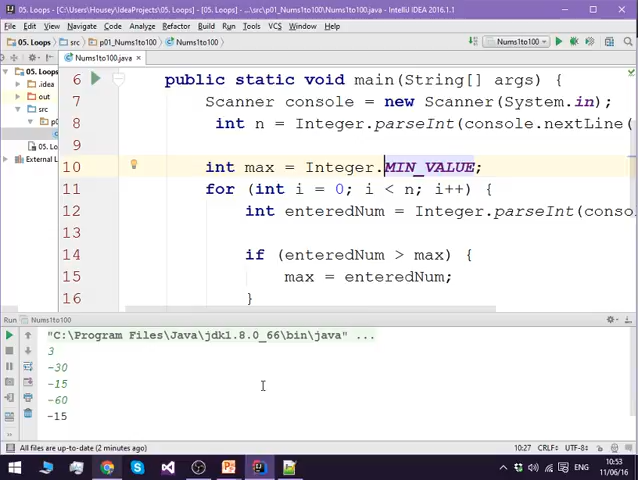 05. Loops - [C:\Users\Housey\IdeaProjects\05. Loops] - [05. Loops] - ...\src\p01_Nums1to100\Nums1to100.java - IntelliJ IDEA 2016.1.1
File Edit View Navigate Code Analyze Refactor Build Run Tools VCS Window Help
05. Loops src p01_Nums1to100 Nums1to100 Nums1to100
Nums1to100.java
05. Loops
.idea
out
src
05. L
External L
6 public static void main(String[] args) {
7 Scanner console = new Scanner(System.in);
8 int n = Integer.parseInt(console.nextLine(
9
10 int max = Integer.MIN_VALUE;
11 for (int i = 0; i < n; i++) {
12 int enteredNum = Integer.parseInt(conso
13
14 if (enteredNum > max) {
15 max = enteredNum;
16 }
Run Nums1to100
"C:\Program Files\Java\jdk1.8.0_66\bin\java" ...
3
-30
-15
-60
-15
All files are up-to-date (2 minutes ago) 10:27 CRLF UTF-8
ENG 10:53
11/06/16